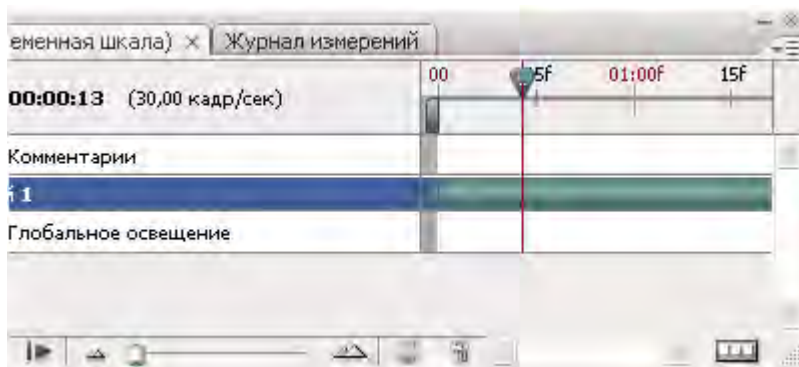 еменная шкала) × Журнал измерений
00 5f 01:00f 15f
00:00:13 (30,00 кадр/сек)
Комментарии
й 1
Глобальное освещение